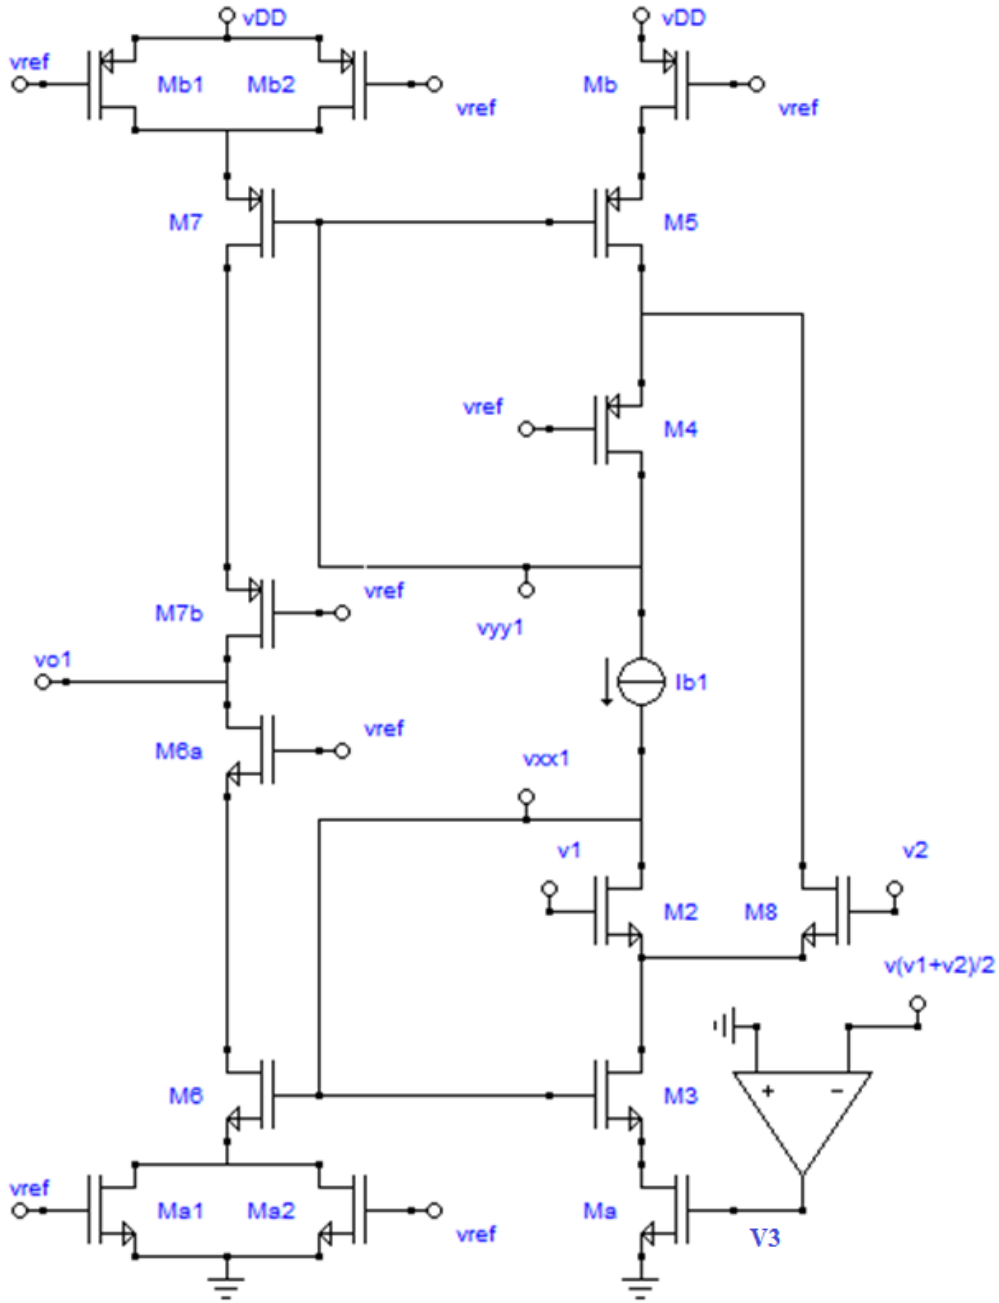 vDD
vDD
vref
Mb1
Mb2
vref
Mb
vref
M7
M5
vref
M4
M7b
vref
vyy1
vo1
Ib1
M6a
vref
vxx1
v1
v2
M2
M8
v(v1+v2)/2
M6
M3
+
−
vref
Ma1
Ma2
vref
Ma
V3